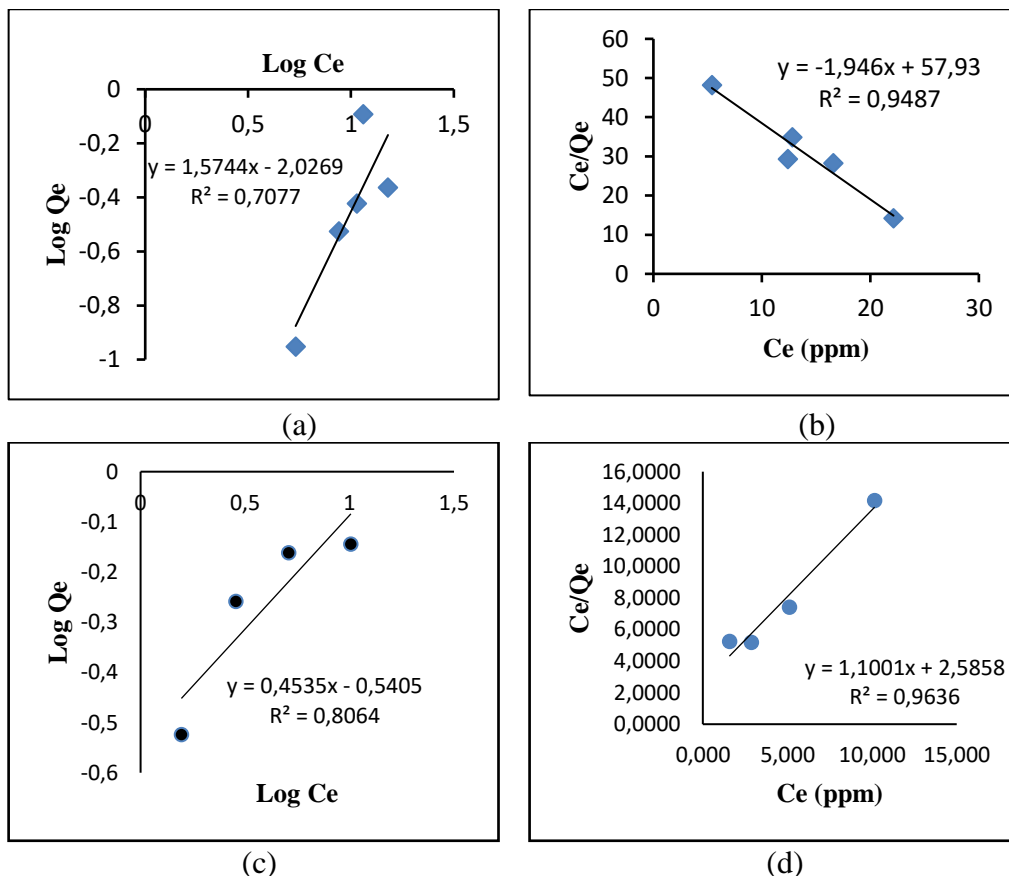 Log Ce
0
0 0,5 1 1,5
-0,2
-0,4
-0,6
-0,8
-1
Log Qe
y = 1,5744x - 2,0269
R² = 0,7077
(a)
60
50
40
30
20
10
0
Ce/Qe
y = -1,946x + 57,93
R² = 0,9487
0 10 20 30
Ce (ppm)
(b)
0
0 0,5 1 1,5
-0,1
-0,2
-0,3
-0,4
-0,5
-0,6
Log Qe
y = 0,4535x - 0,5405
R² = 0,8064
Log Ce
(c)
16,0000
14,0000
12,0000
10,0000
8,0000
6,0000
4,0000
2,0000
0,0000
Ce/Qe
y = 1,1001x + 2,5858
R² = 0,9636
0,000 5,000 10,000 15,000
Ce (ppm)
(d)